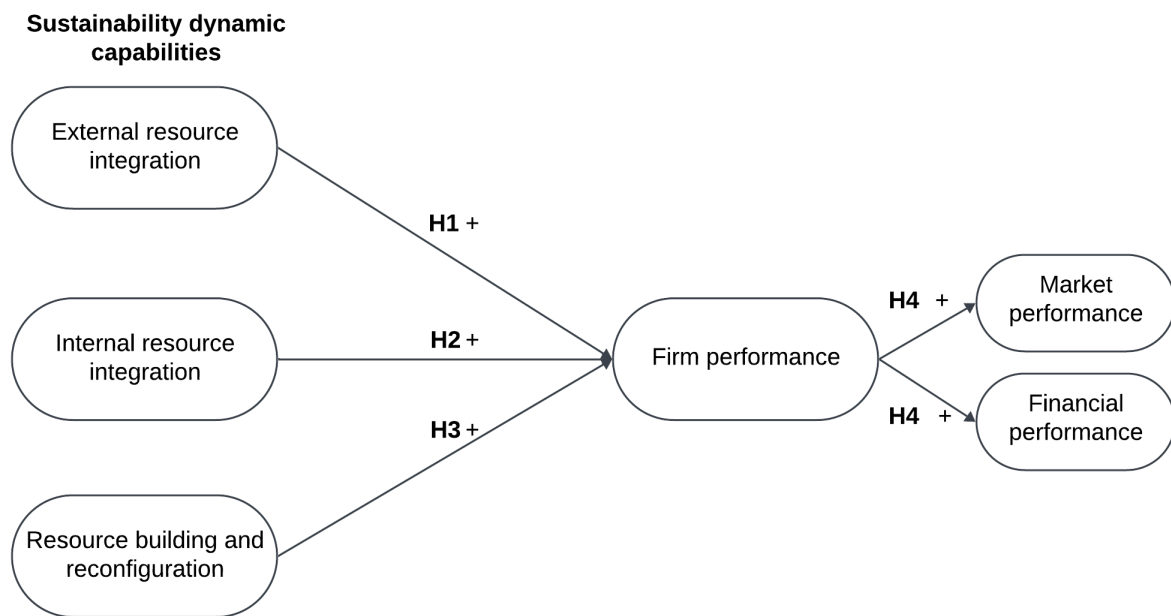 Sustainability dynamic
capabilities
External resource
integration
H1 +
Internal resource
integration
H2 +
H3 +
Resource building and
reconfiguration
Firm performance
H4 +
H4 +
Market
performance
Financial
performance